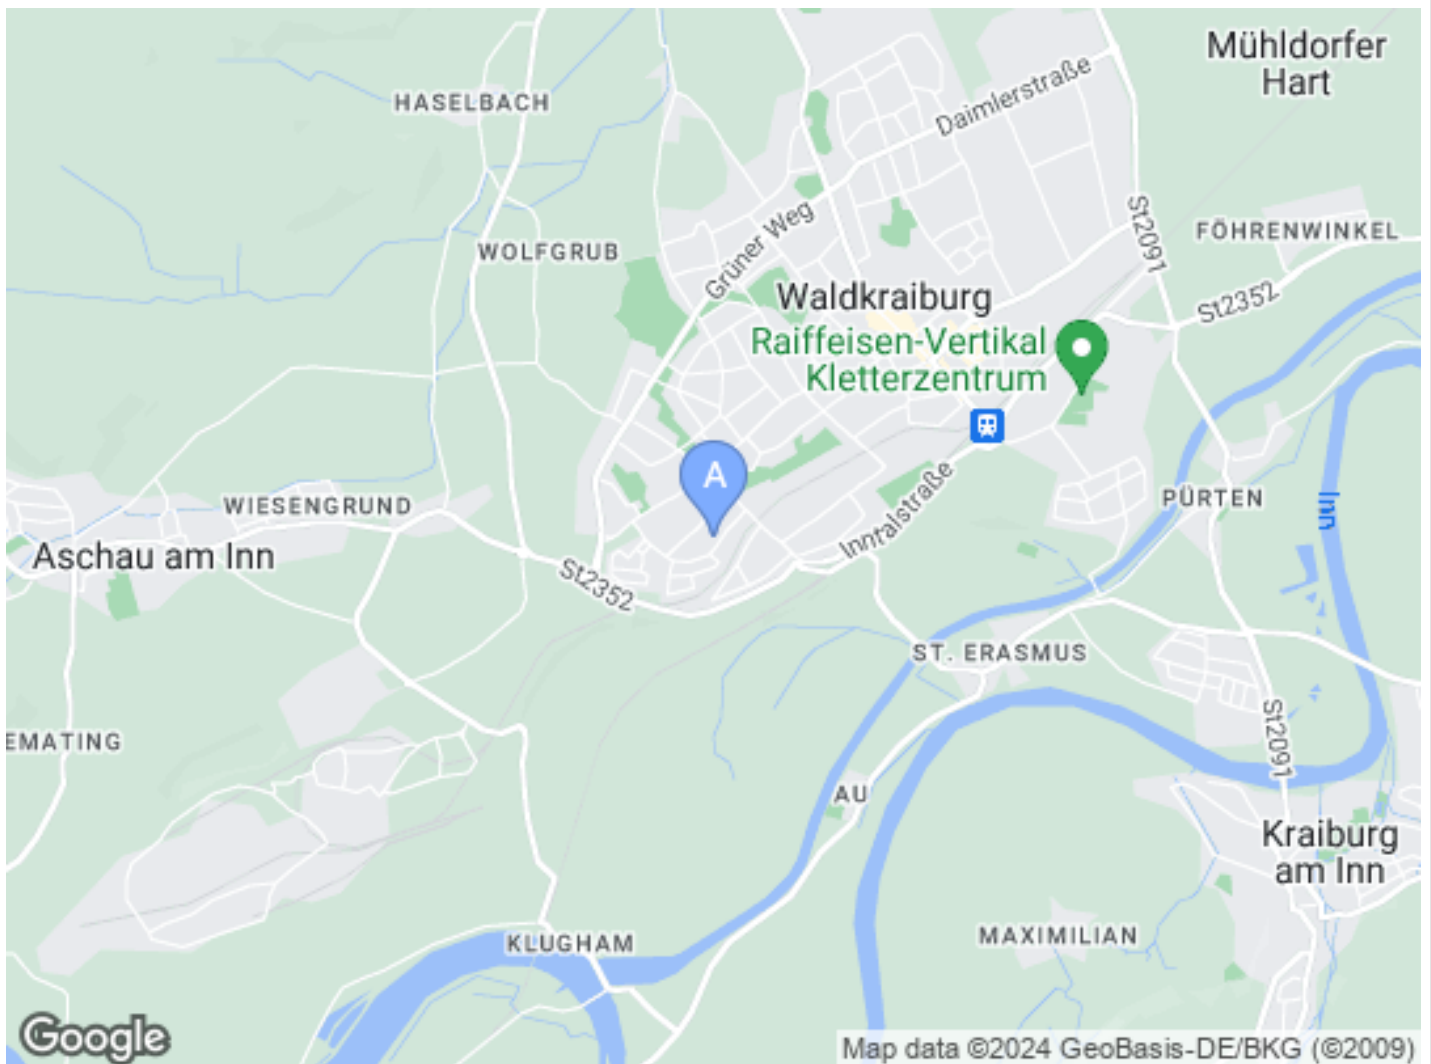 Mühldorfer
Hart
HASELBACH
Daimlerstraße
St2091
FÖHRENWINKEL
WOLFGRUB
Grüner Weg
Waldkraiburg
St2352
Raiffeisen-Vertikal
Kletterzentrum
A
WIESENGRUND
Innralstraße
PÜRTEN
Inn
Aschau am Inn
St2352
ST. ERASMUS
EMATING
St2091
AU
Kraiburg
am Inn
KLUGHAM
MAXIMILIAN
Google
Map data ©2024 GeoBasis-DE/BKG (©2009)